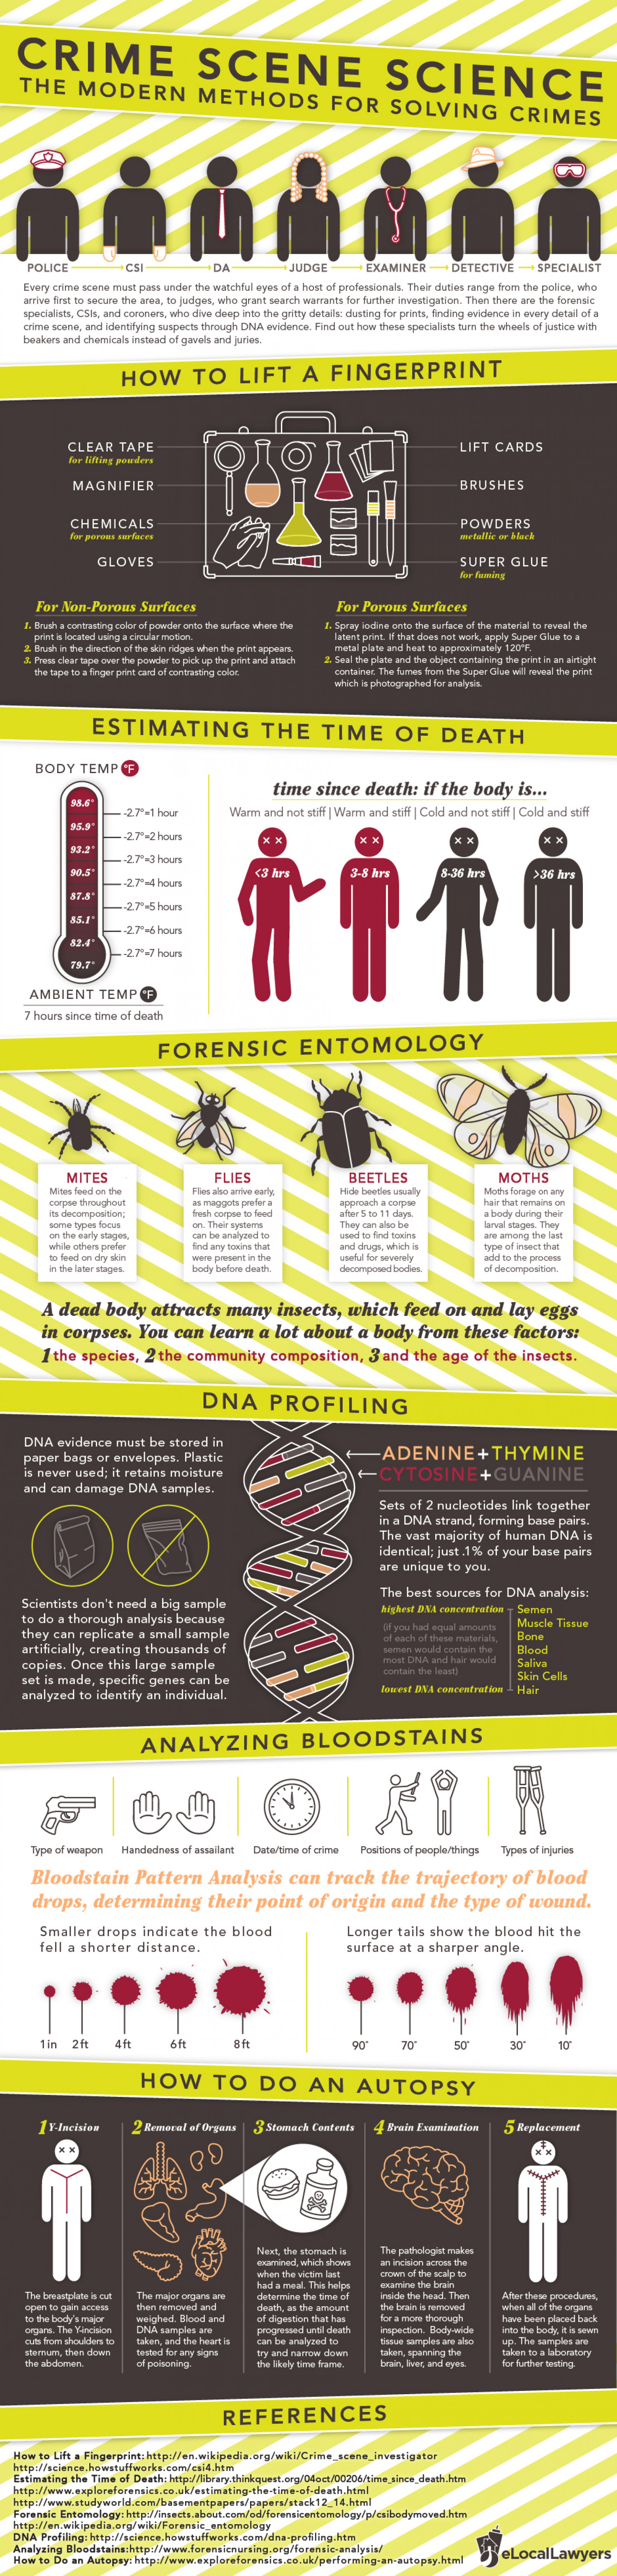 CRIME SCENE SCIENCE
THE MODERN METHODS FOR SOLVING CRIMES
POLICE CSI DA JUDGE EXAMINER DETECTIVE SPECIALIST
Every crime scene must pass under the watchful eyes of a host of professionals. Their duties range from the police, who
arrive first to secure the area, to judges, who grant search warrants for further investigation. Then there are the forensic
specialists, CSIs, and coroners, who dive deep into the gritty details: dusting for prints, finding evidence in every detail of a
crime scene, and identifying suspects through DNA evidence. Find out how these specialists turn the wheels of justice with
beakers and chemicals instead of gavels and juries.
HOW TO LIFT A FINGERPRINT
CLEAR TAPE
for lifting powders
MAGNIFIER
CHEMICALS
for porous surfaces
GLOVES
LIFT CARDS
BRUSHES
POWDERS
metallic or black
SUPER GLUE
for fuming
For Non-Porous Surfaces
1. Brush a contrasting color of powder onto the surface where the
print is located using a circular motion.
2. Brush in the direction of the skin ridges when the print appears.
3. Press clear tape over the powder to pick up the print and attach
the tape to a finger print card of contrasting color.
For Porous Surfaces
1. Spray iodine onto the surface of the material to reveal the
latent print. If that does not work, apply Super Glue to a
metal plate and heat to approximately 120°F.
2. Seal the plate and the object containing the print in an airtight
container. The fumes from the Super Glue will reveal the print
which is photographed for analysis.
ESTIMATING THE TIME OF DEATH
BODY TEMP °F
98.6°
-2.7°=1 hour
95.9°
-2.7°=2 hours
93.2°
-2.7°=3 hours
90.5°
-2.7°=4 hours
87.8°
-2.7°=5 hours
85.1°
-2.7°=6 hours
82.4°
-2.7°=7 hours
79.7°
AMBIENT TEMP °F
7 hours since time of death
time since death: if the body is...
Warm and not stiff | Warm and stiff | Cold and not stiff | Cold and stiff
<3 hrs 3-8 hrs 8-36 hrs >36 hrs
FORENSIC ENTOMOLOGY
MITES
Mites feed on the
corpse throughout
its decomposition;
some types focus
on the early stages,
while others prefer
to feed on dry skin
in the later stages.
FLIES
Flies also arrive early,
as maggots prefer a
fresh corpse to feed
on. Their systems
can be analyzed to
find any toxins that
were present in the
body before death.
BEETLES
Hide beetles usually
approach a corpse
after 5 to 11 days.
They can also be
used to find toxins
and drugs, which is
useful for severely
decomposed bodies.
MOTHS
Moths forage on any
hair that remains on
a body during their
larval stages. They
are among the last
type of insect that
add to the process
of decomposition.
A dead body attracts many insects, which feed on and lay eggs
in corpses. You can learn a lot about a body from these factors:
1 the species, 2 the community composition, 3 and the age of the insects.
DNA PROFILING
DNA evidence must be stored in
paper bags or envelopes. Plastic
is never used; it retains moisture
and can damage DNA samples.
Scientists don't need a big sample
to do a thorough analysis because
they can replicate a small sample
artificially, creating thousands of
copies. Once this large sample
set is made, specific genes can be
analyzed to identify an individual.
ADENINE+THYMINE
CYTOSINE+GUANINE
Sets of 2 nucleotides link together
in a DNA strand, forming base pairs.
The vast majority of human DNA is
identical; just .1% of your base pairs
are unique to you.
The best sources for DNA analysis:
highest DNA concentration
(if you had equal amounts
of each of these materials,
semen would contain the
most DNA and hair would
contain the least)
lowest DNA concentration
Semen
Muscle Tissue
Bone
Blood
Saliva
Skin Cells
Hair
ANALYZING BLOODSTAINS
Type of weapon Handedness of assailant Date/time of crime Positions of people/things Types of injuries
Bloodstain Pattern Analysis can track the trajectory of blood
drops, determining their point of origin and the type of wound.
Smaller drops indicate the blood
fell a shorter distance.
1in 2ft 4ft 6ft 8ft
Longer tails show the blood hit the
surface at a sharper angle.
90° 70° 50° 30° 10°
HOW TO DO AN AUTOPSY
1 Y-Incision
The breastplate is cut
open to gain access
to the body's major
organs. The Y-incision
cuts from shoulders to
sternum, then down
the abdomen.
2 Removal of Organs
The major organs are
then removed and
weighed. Blood and
DNA samples are
taken, and the heart is
tested for any signs
of poisoning.
3 Stomach Contents
Next, the stomach is
examined, which shows
when the victim last
had a meal. This helps
determine the time of
death, as the amount
of digestion that has
progressed until death
can be analyzed to
try and narrow down
the likely time frame.
4 Brain Examination
The pathologist makes
an incision across the
crown of the scalp to
examine the brain
inside the head. Then
the brain is removed
for a more thorough
inspection. Body-wide
tissue samples are also
taken, spanning the
brain, liver, and eyes.
5 Replacement
After these procedures,
when all of the organs
have been placed back
into the body, it is sewn
up. The samples are
taken to a laboratory
for further testing.
REFERENCES
How to Lift a Fingerprint: http://en.wikipedia.org/wiki/Crime_scene_investigator
http://science.howstuffworks.com/csi4.htm
Estimating the Time of Death: http://library.thinkquest.org/04oct/00206/time_since_death.htm
http://www.exploreforensics.co.uk/estimating-the-time-of-death.html
http://www.studyworld.com/basementpapers/papers/stack12_14.html
Forensic Entomology: http://insects.about.com/od/forensicentomology/p/csibodymoved.htm
http://en.wikipedia.org/wiki/Forensic_entomology
DNA Profiling: http://science.howstuffworks.com/dna-profiling.htm
Analyzing Bloodstains:http://www.forensicnursing.org/forensic-analysis/
How to Do an Autopsy: http://www.exploreforensics.co.uk/performing-an-autopsy.html
eLocalLawyers